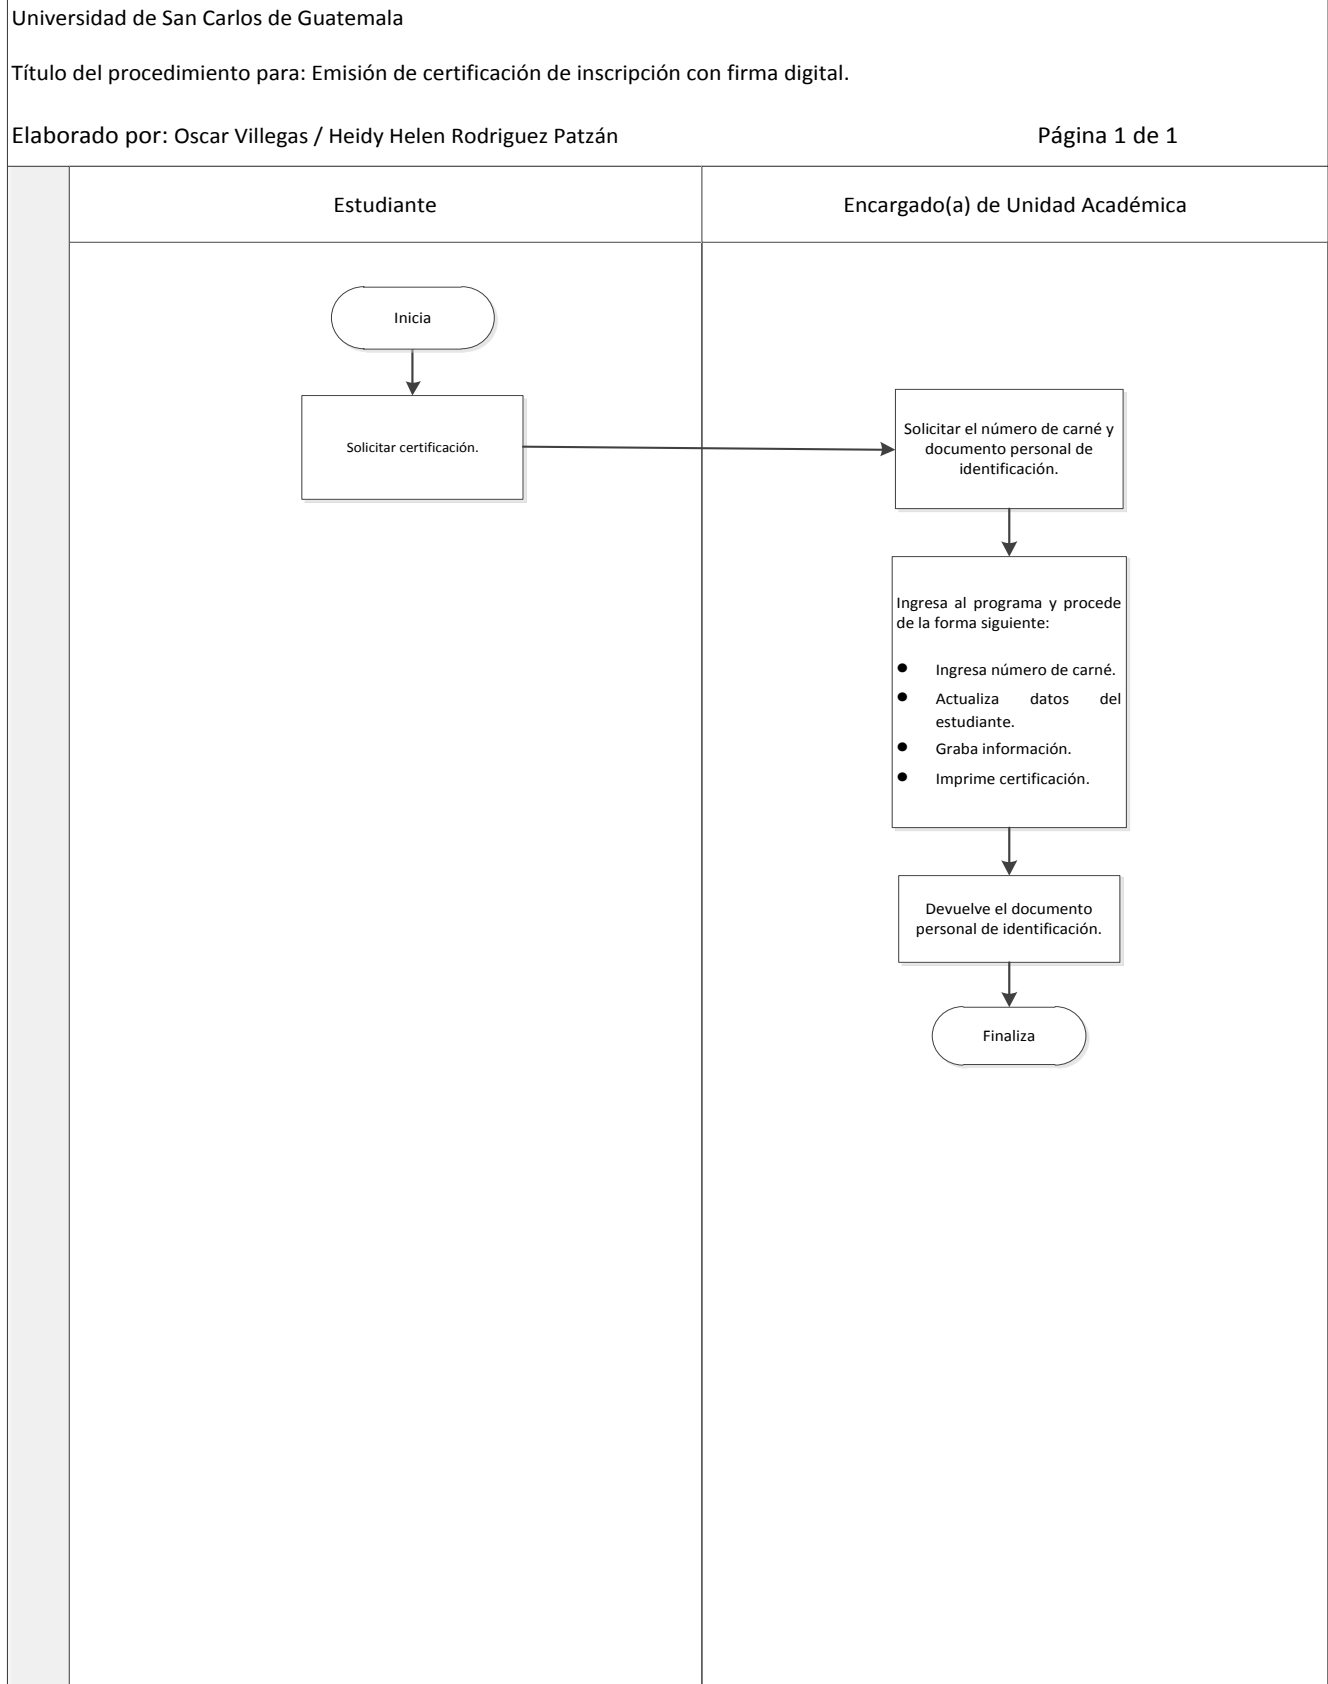 Universidad de San Carlos de Guatemala
Título del procedimiento para: Emisión de certificación de inscripción con firma digital.
Elaborado por: Oscar Villegas / Heidy Helen Rodriguez Patzán Página 1 de 1
Estudiante
Encargado(a) de Unidad Académica
Inicia
Solicitar certificación.
Solicitar el número de carné y
documento personal de
identificación.
Ingresa al programa y procede
de la forma siguiente:
● Ingresa número de carné.
● Actualiza datos del
estudiante.
● Graba información.
● Imprime certificación.
Devuelve el documento
personal de identificación.
Finaliza